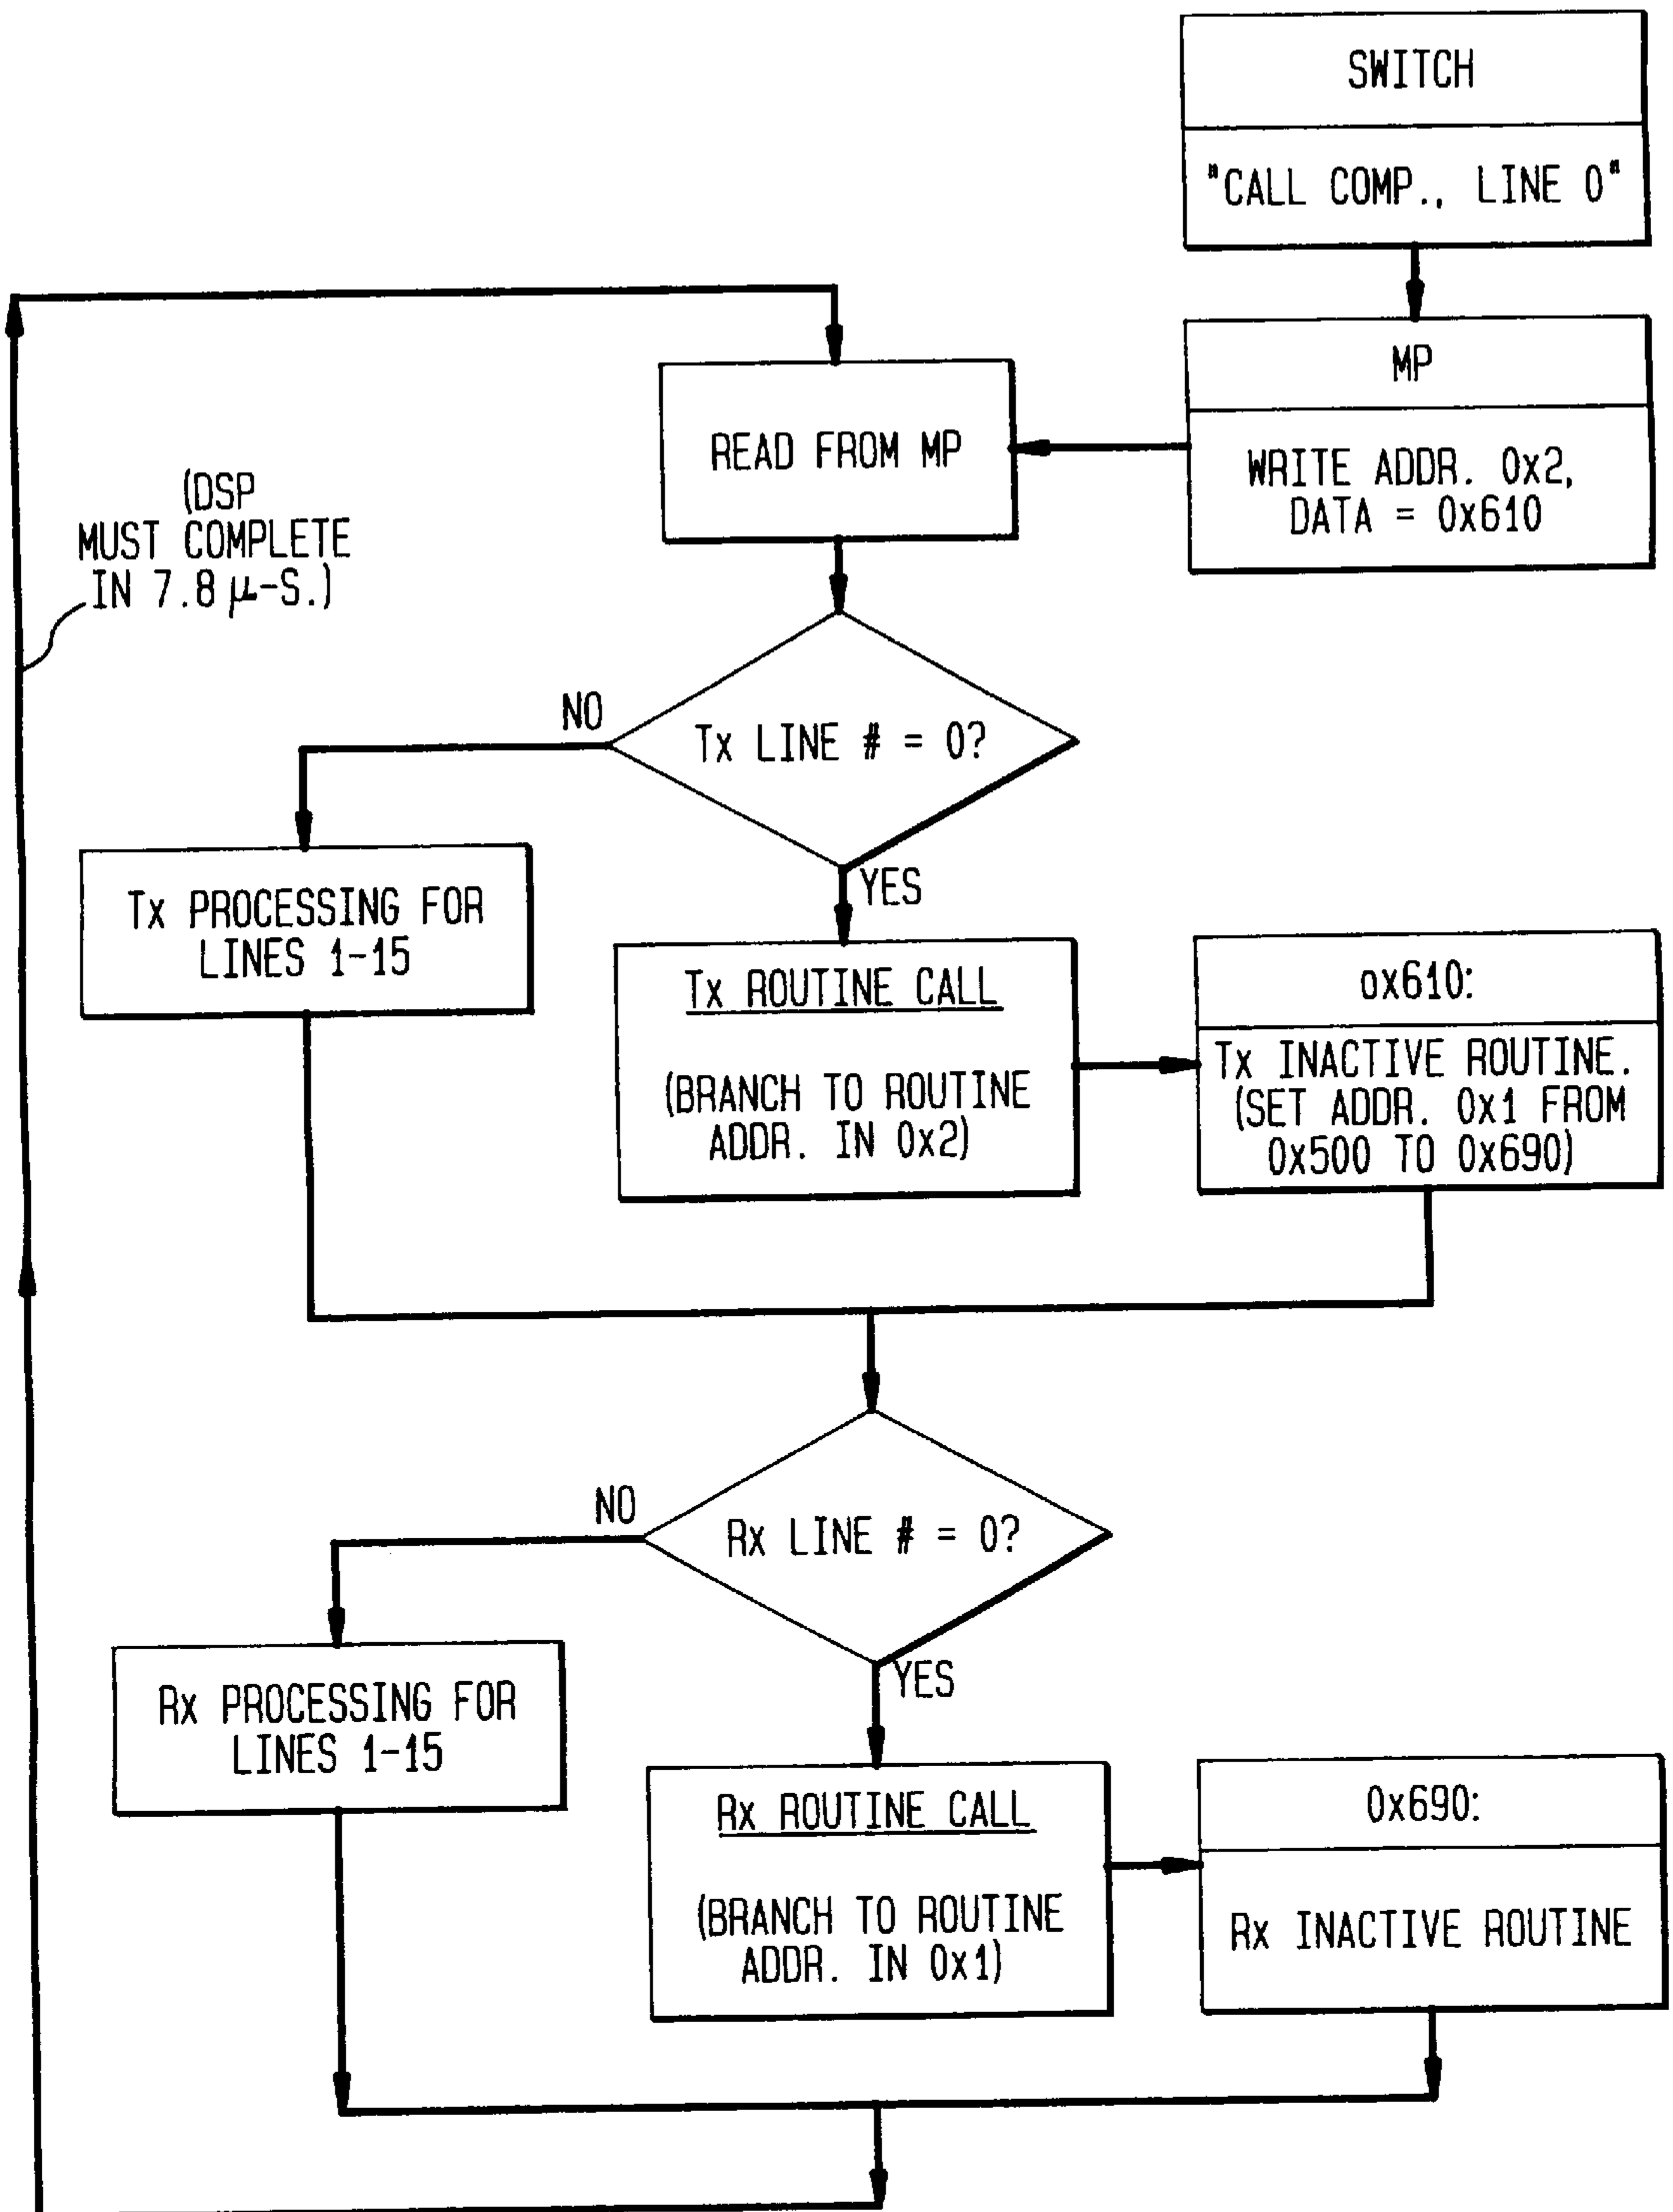 SWITCH
"CALL COMP., LINE 0"
MP
WRITE ADDR. 0x2,
DATA = 0x610
READ FROM MP
(DSP
MUST COMPLETE
IN 7.8 μ-S.)
Tx LINE # = 0?
NO
YES
Tx PROCESSING FOR
LINES 1-15
Tx ROUTINE CALL
(BRANCH TO ROUTINE
ADDR. IN 0x2)
0x610:
Tx INACTIVE ROUTINE.
(SET ADDR. 0x1 FROM
0x500 TO 0x690)
Rx LINE # = 0?
NO
YES
Rx PROCESSING FOR
LINES 1-15
Rx ROUTINE CALL
(BRANCH TO ROUTINE
ADDR. IN 0x1)
0x690:
Rx INACTIVE ROUTINE